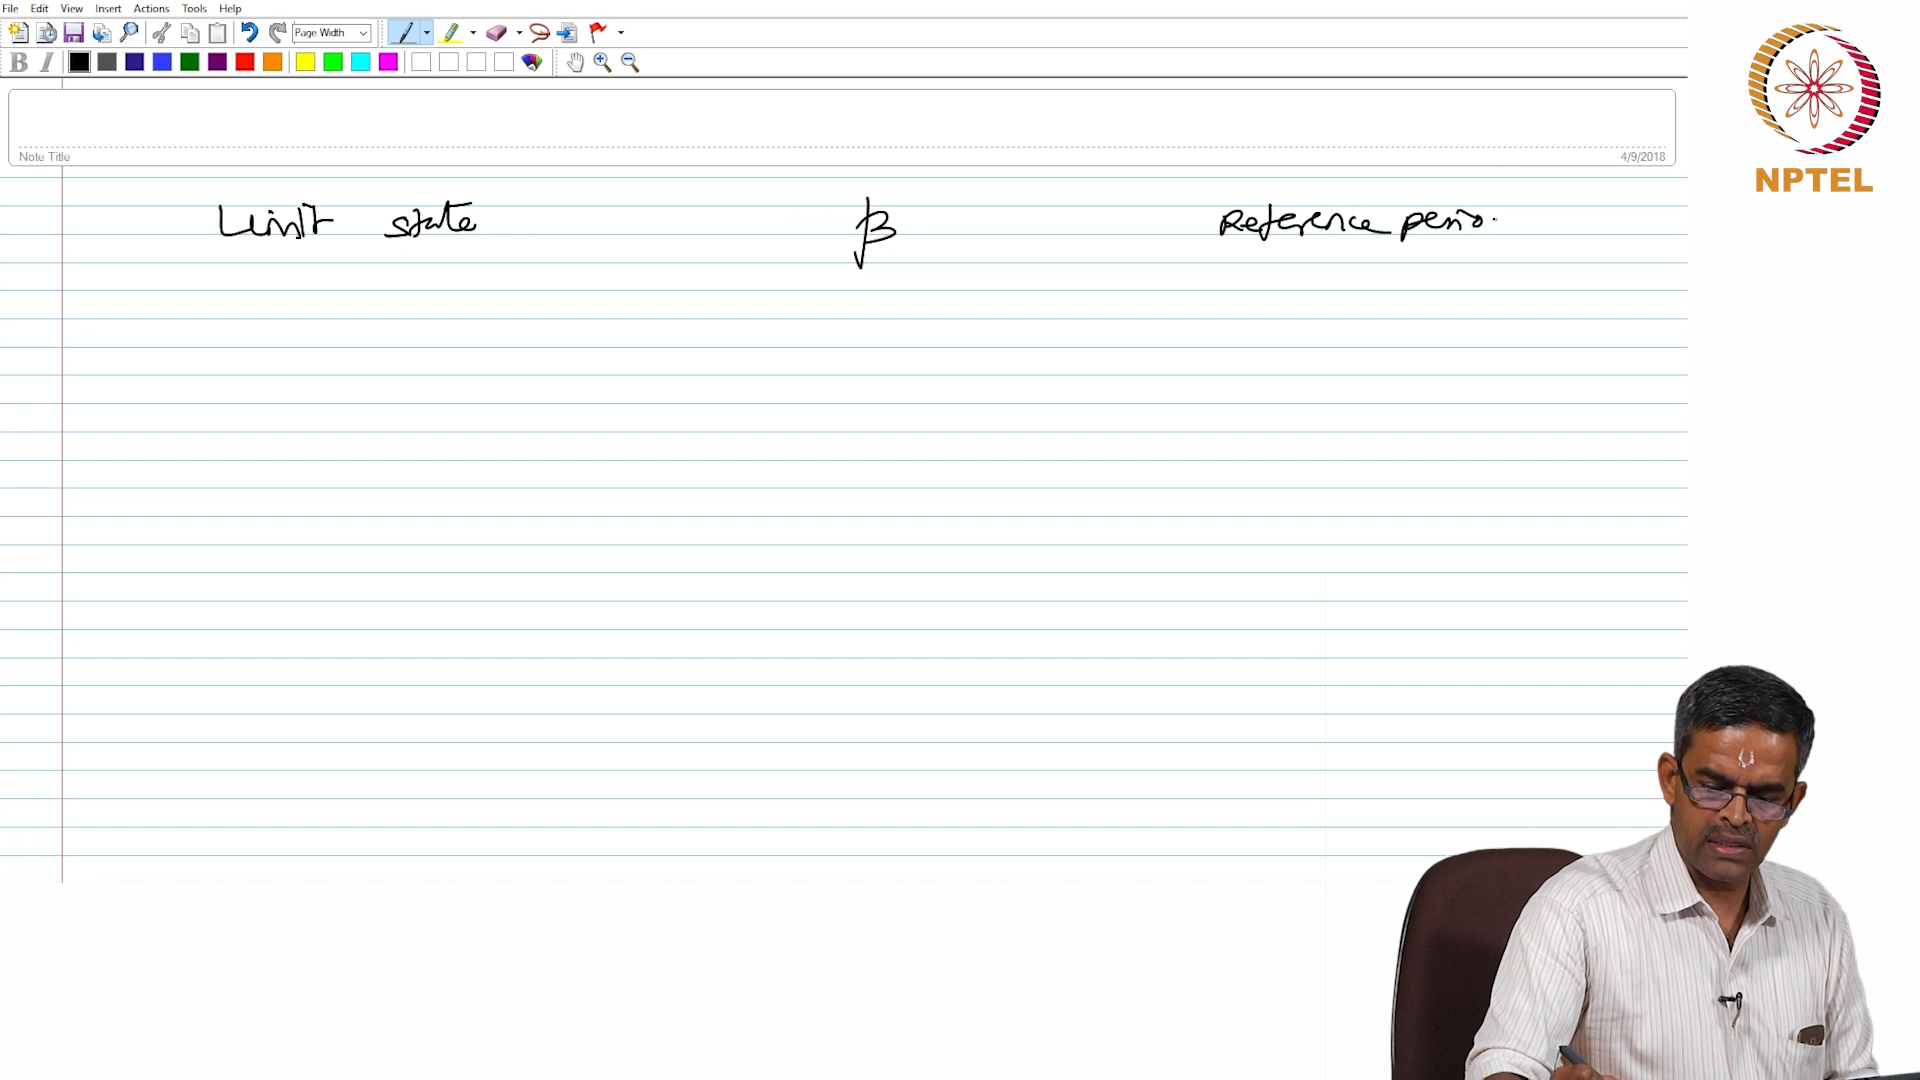 File Edit View Insert Actions Tools Help
Page Width
B I
Note Title
4/9/2018
Limit state β Reference perio
NPTEL